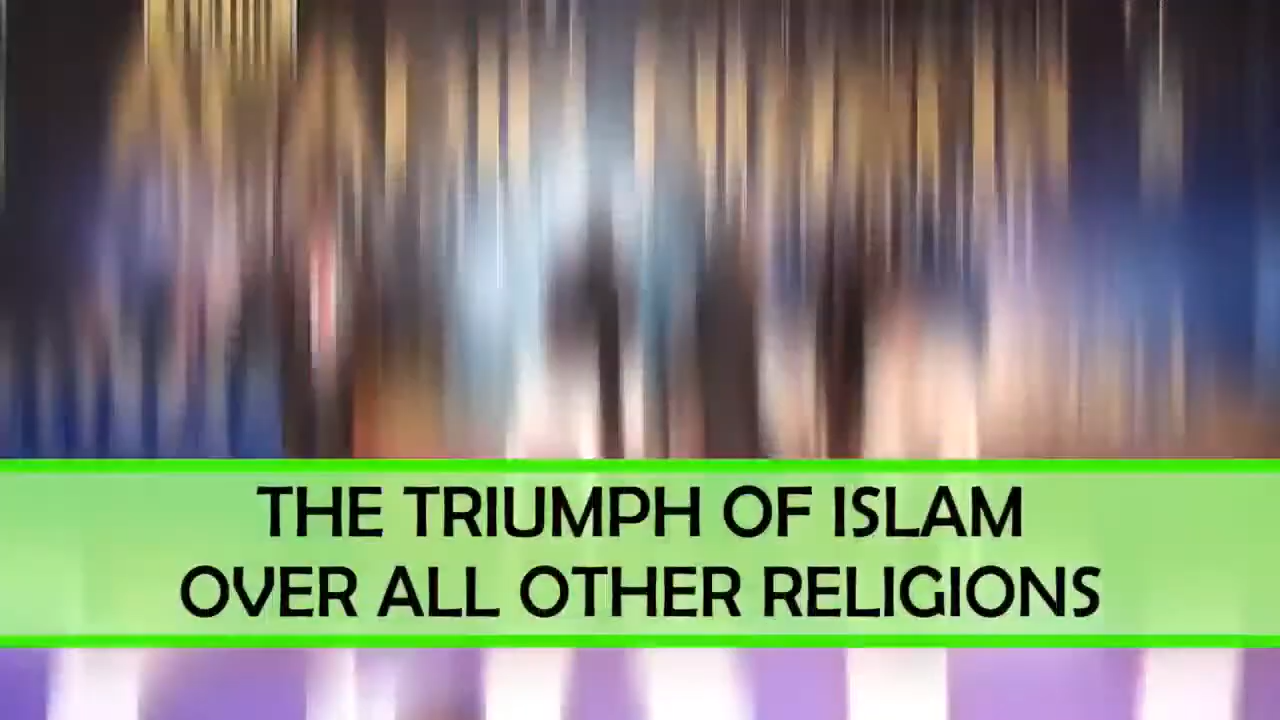 THE TRIUMPH OF ISLAM
OVER ALL OTHER RELIGIONS